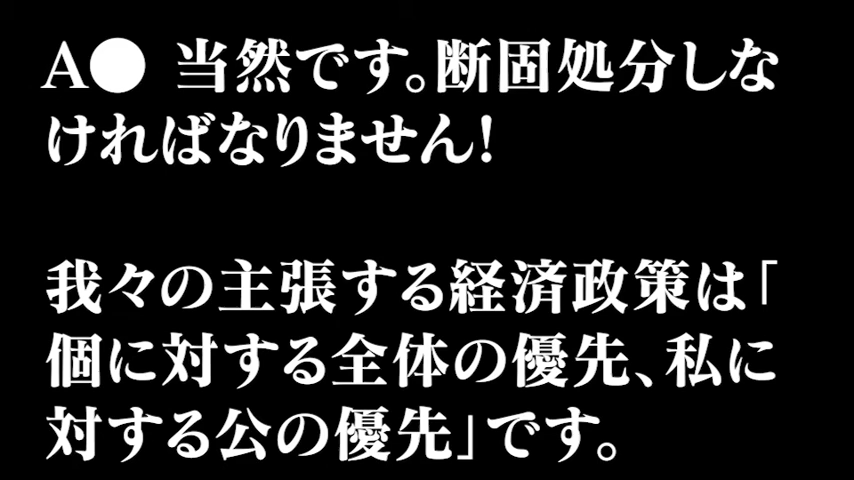 A● 当然です。断固処分しな
ければなりません!
我々の主張する経済政策は「
個に対する全体の優先、私に
対する公の優先」です。